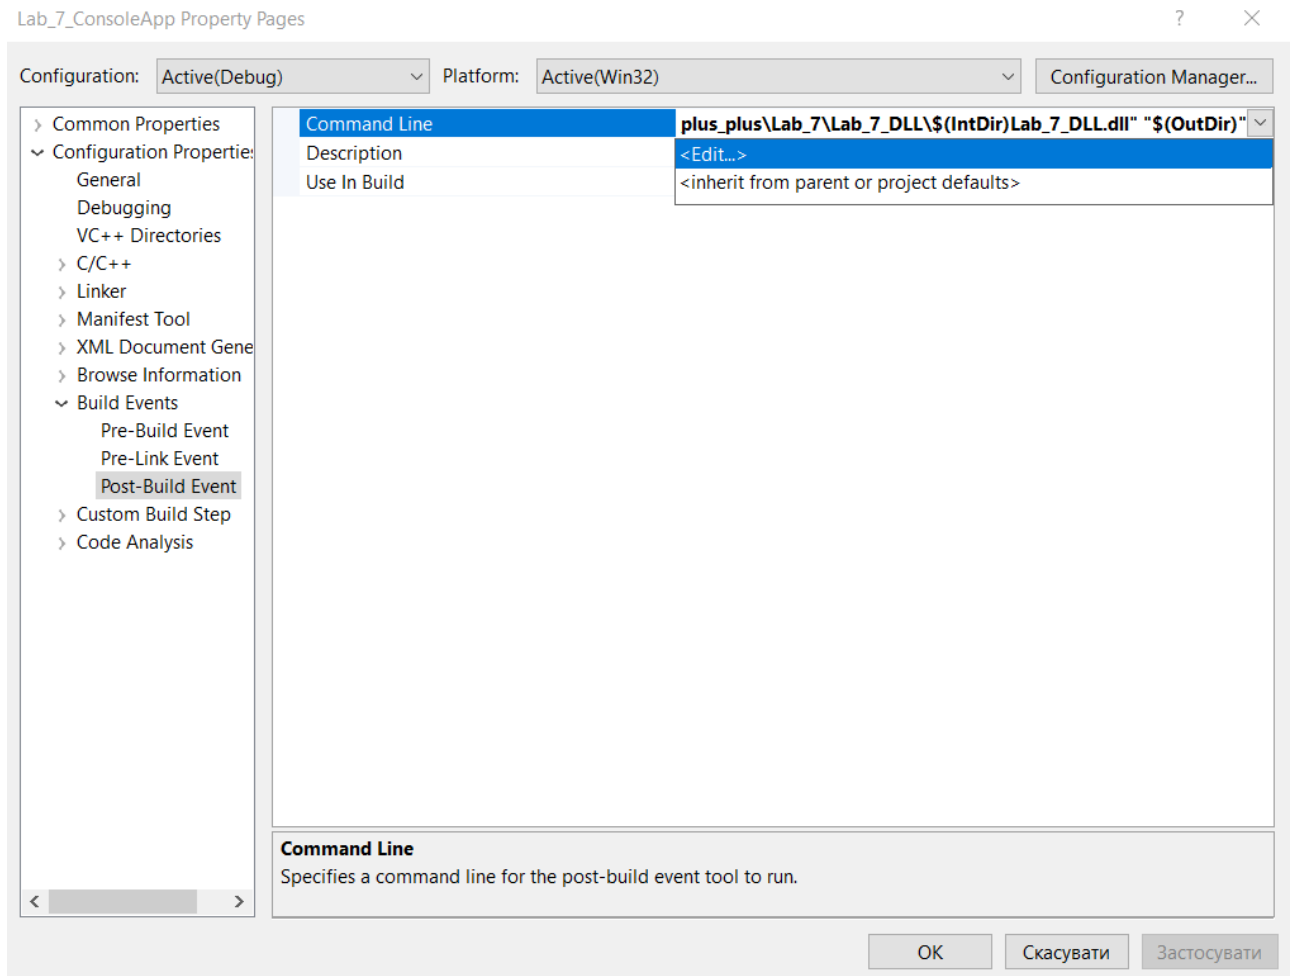 Lab_7_ConsoleApp Property Pages
?
Configuration: Active(Debug) Platform: Active(Win32) Configuration Manager...
Common Properties
Configuration Propertie
General
Debugging
VC++ Directories
C/C++
Linker
Manifest Tool
XML Document Gene
Browse Information
Build Events
Pre-Build Event
Pre-Link Event
Post-Build Event
Custom Build Step
Code Analysis
Command Line plus_plus\Lab_7\Lab_7_DLL\$(IntDir)Lab_7_DLL.dll" "$(OutDir)"
Description
Use In Build
<Edit...>
<inherit from parent or project defaults>
Command Line
Specifies a command line for the post-build event tool to run.
OK Скасувати Застосувати